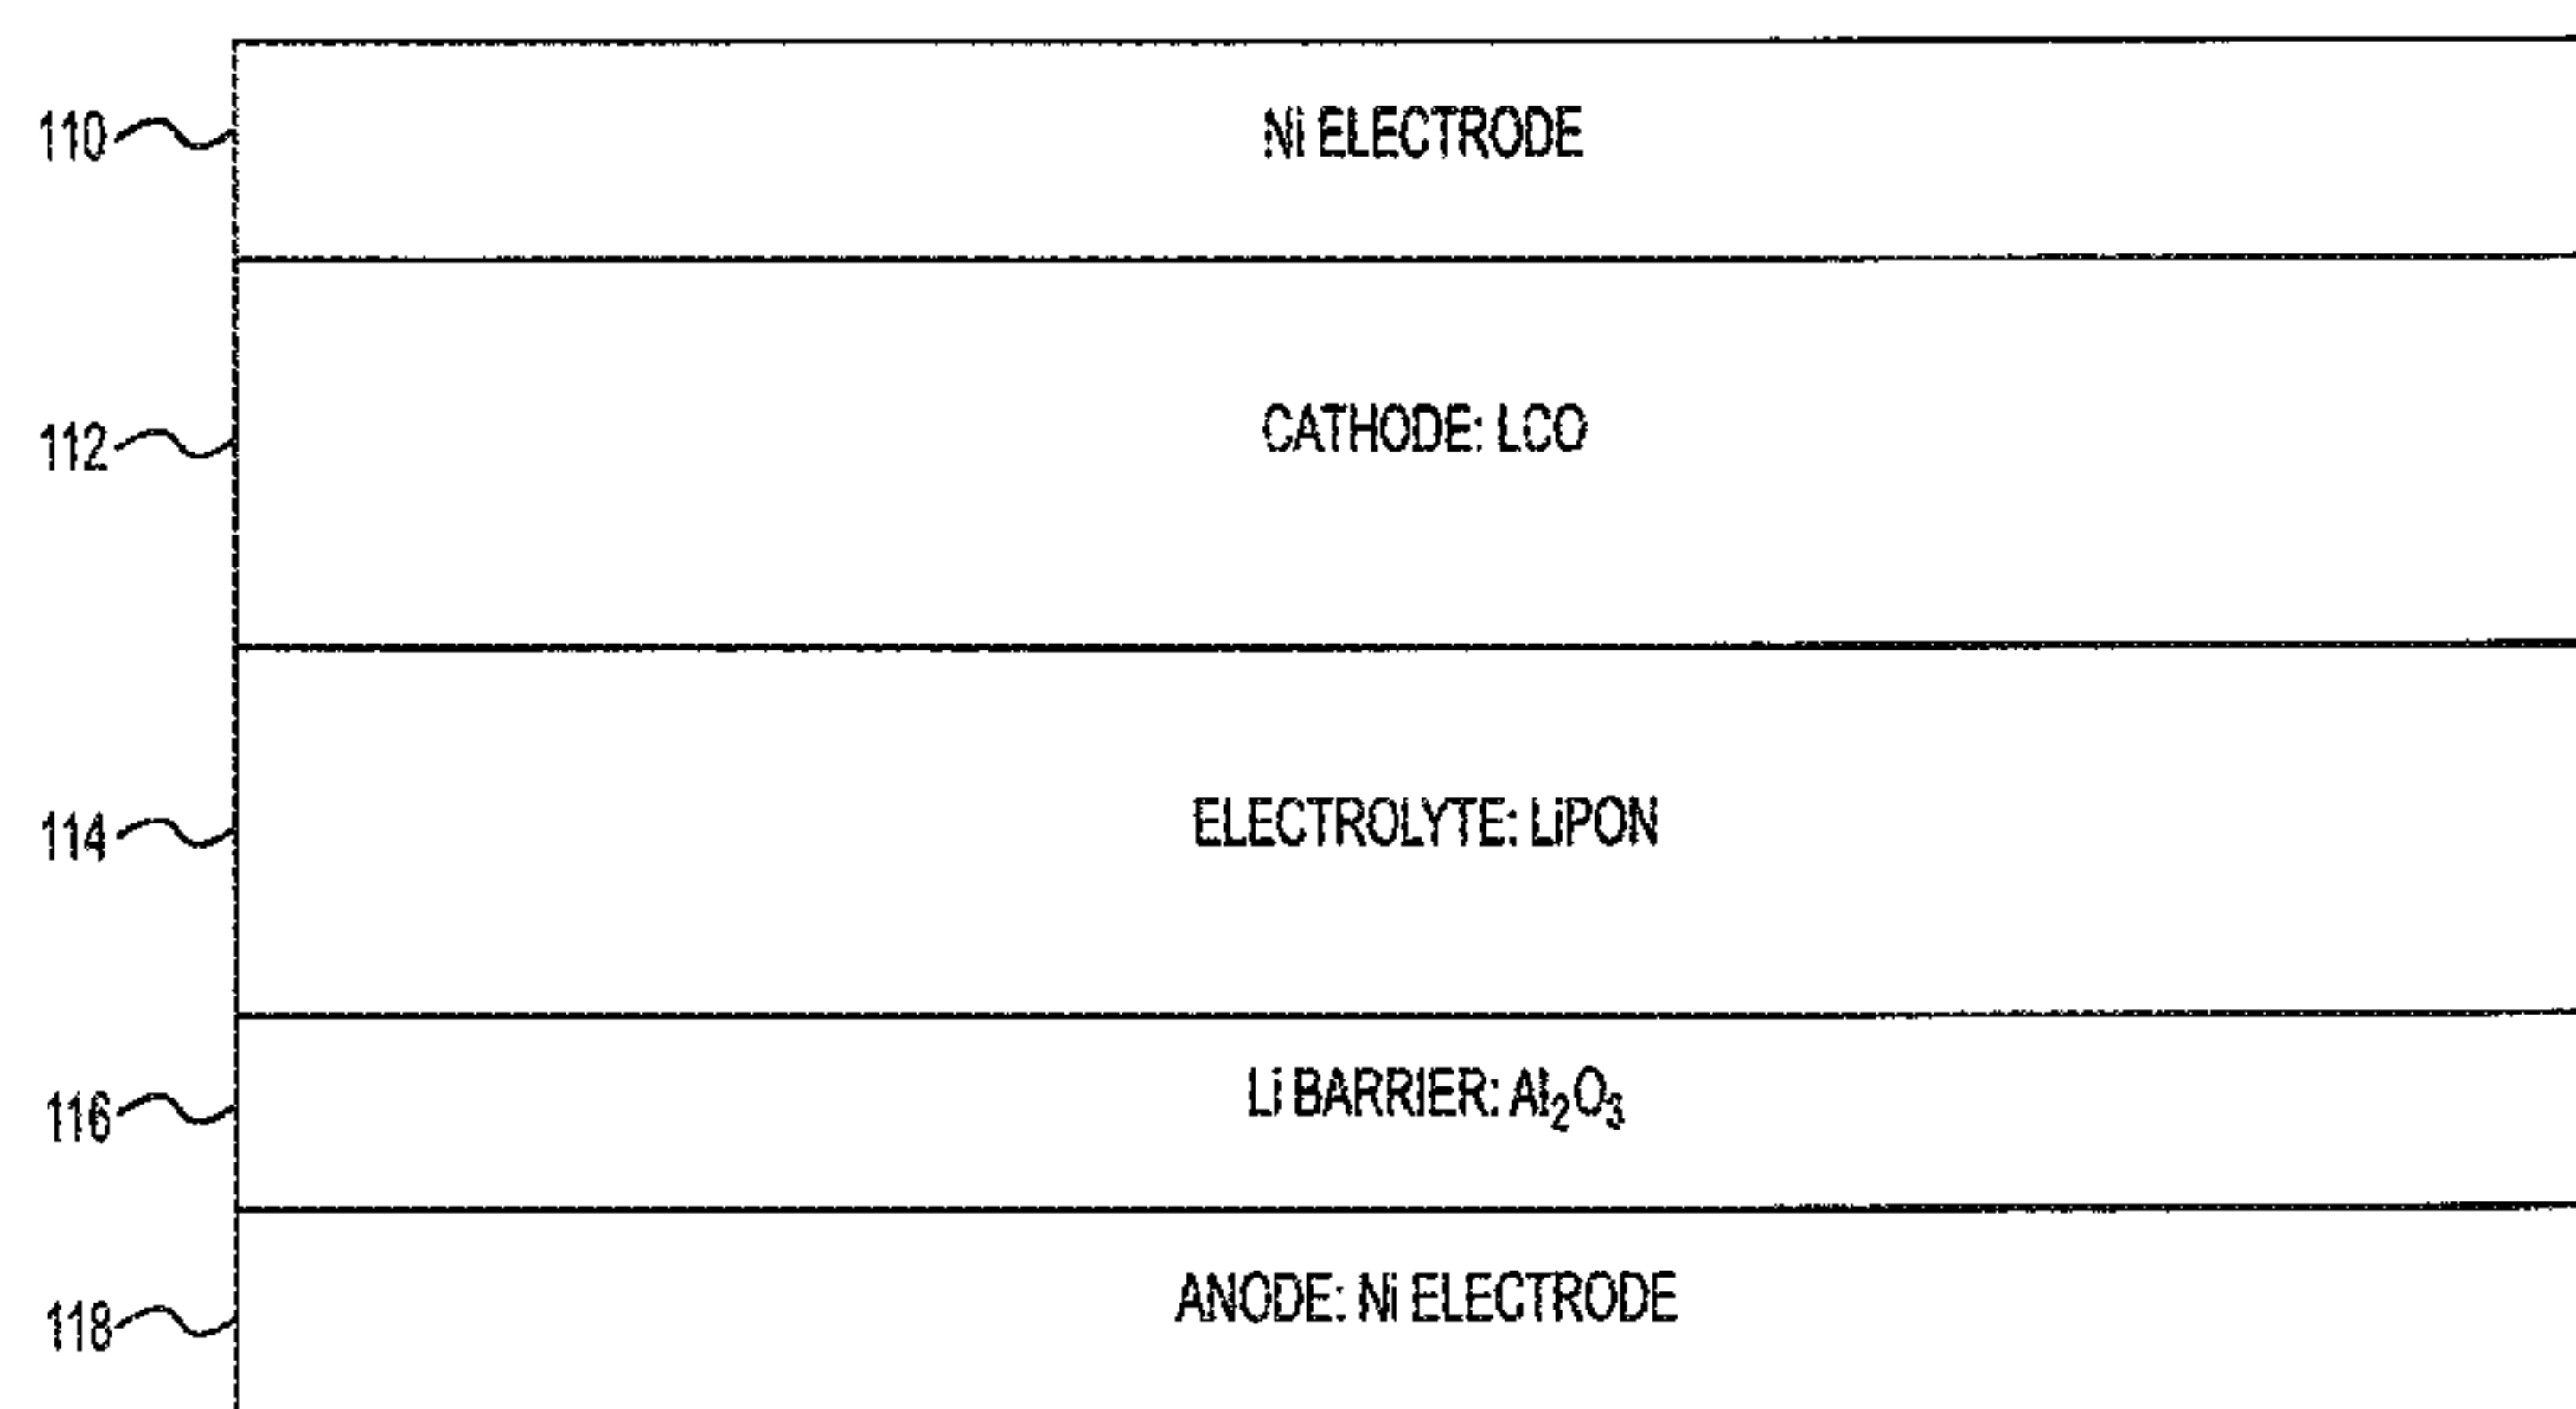 110 Ni ELECTRODE
112 CATHODE: LCO
114 ELECTROLYTE: LiPON
116 Li BARRIER: Al₂O₃
118 ANODE: Ni ELECTRODE